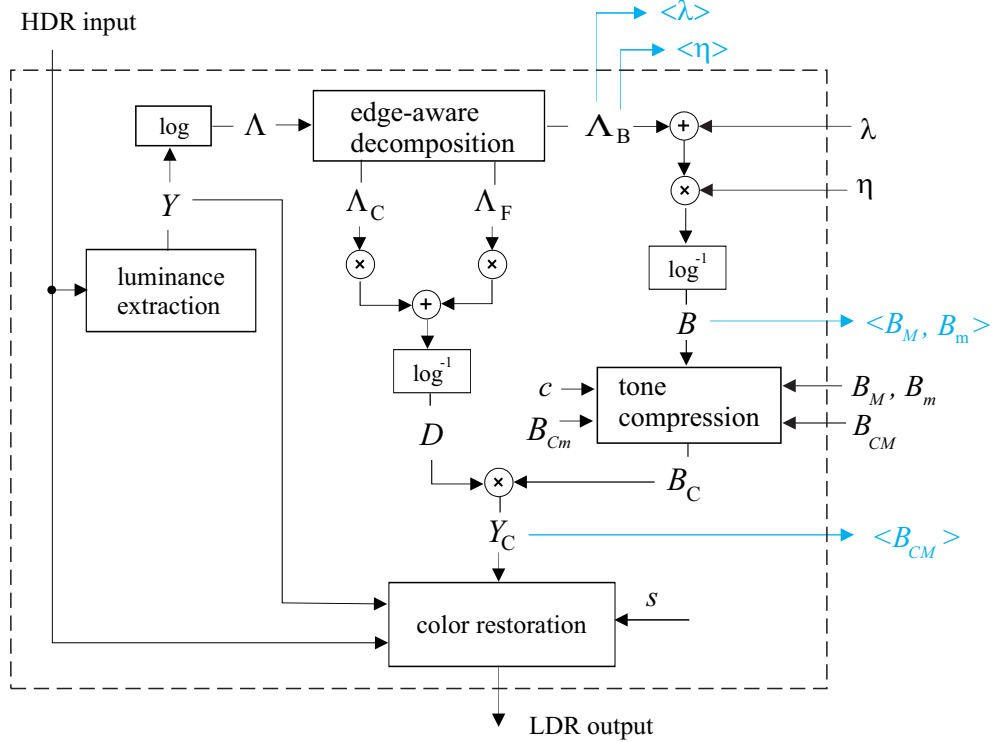 HDR input
<λ>
<η>
log
Λ
edge-aware
decomposition
Λ_B
+
λ
Y
Λ_C
Λ_F
×
η
luminance
extraction
×
×
log⁻¹
+
B
<B_M, B_m>
log⁻¹
c
tone
compression
B_M, B_m
B_Cm
B_CM
D
×
B_C
Y_C
<B_CM>
color restoration
s
LDR output